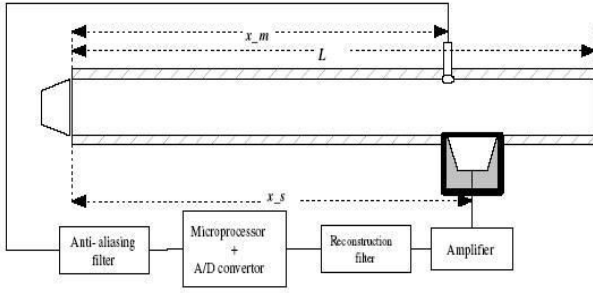 x_m
L
x_s
Anti- aliasing
filter
Microprocessor
+
A/D convertor
Reconstruction
filter
Amplifier